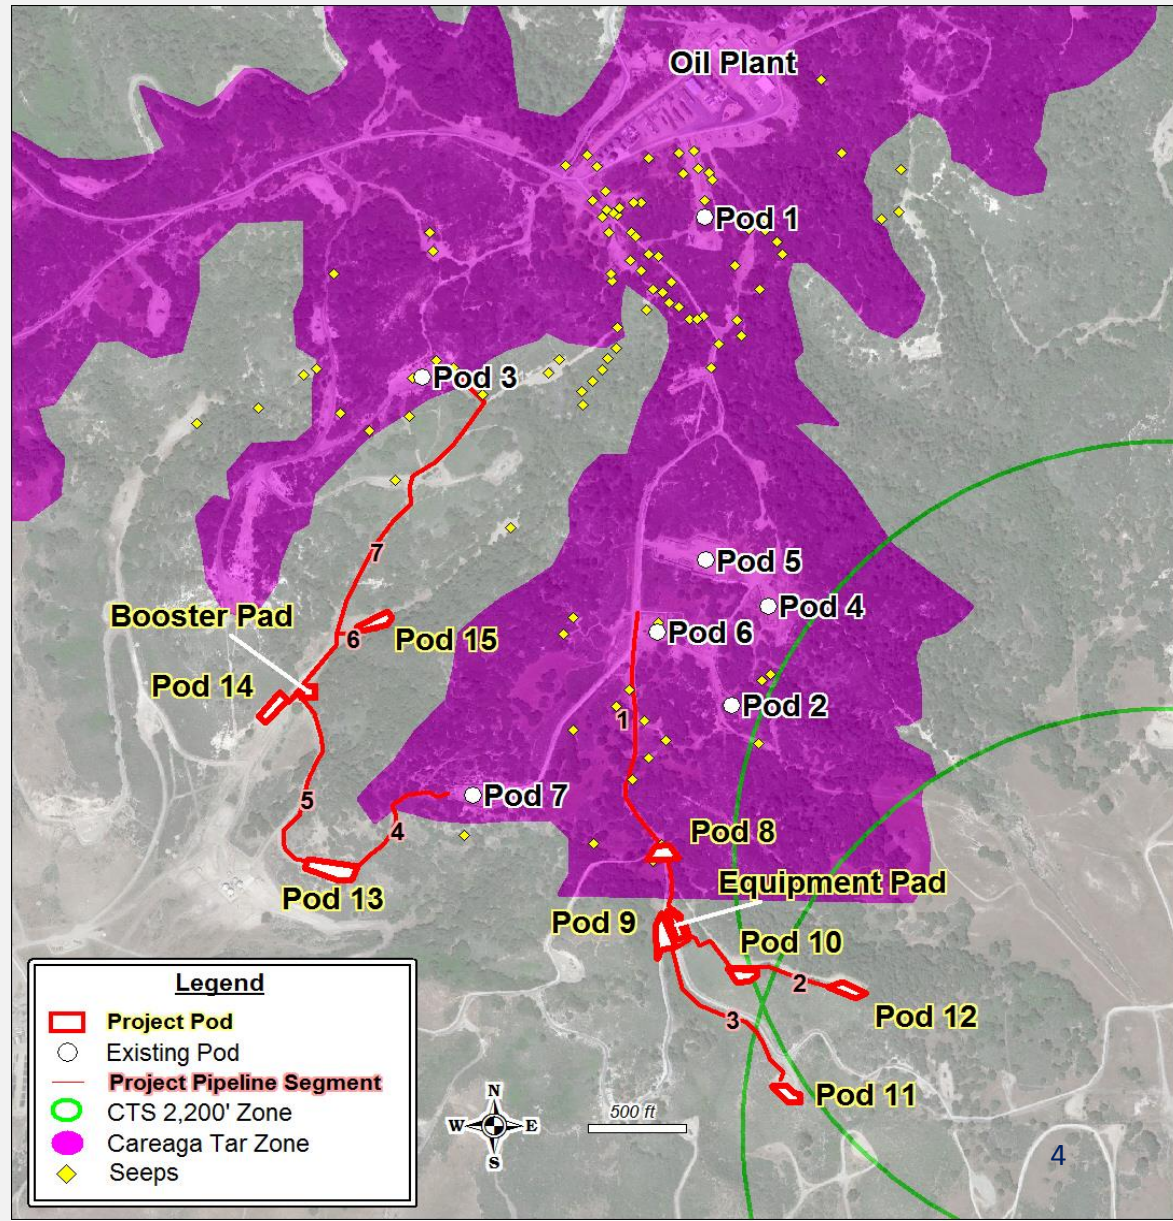 Oil Plant
Pod 1
Pod 3
7
Pod 5
Pod 4
Booster Pad
6
Pod 15
Pod 6
Pod 14
1
Pod 2
5
4
Pod 7
Pod 8
Pod 13
Equipment Pad
Pod 9
Pod 10
2
3
Pod 12
Pod 11
Legend
Project Pod
Existing Pod
Project Pipeline Segment
CTS 2,200' Zone
Careaga Tar Zone
Seeps
N
W E
S
500 ft
4